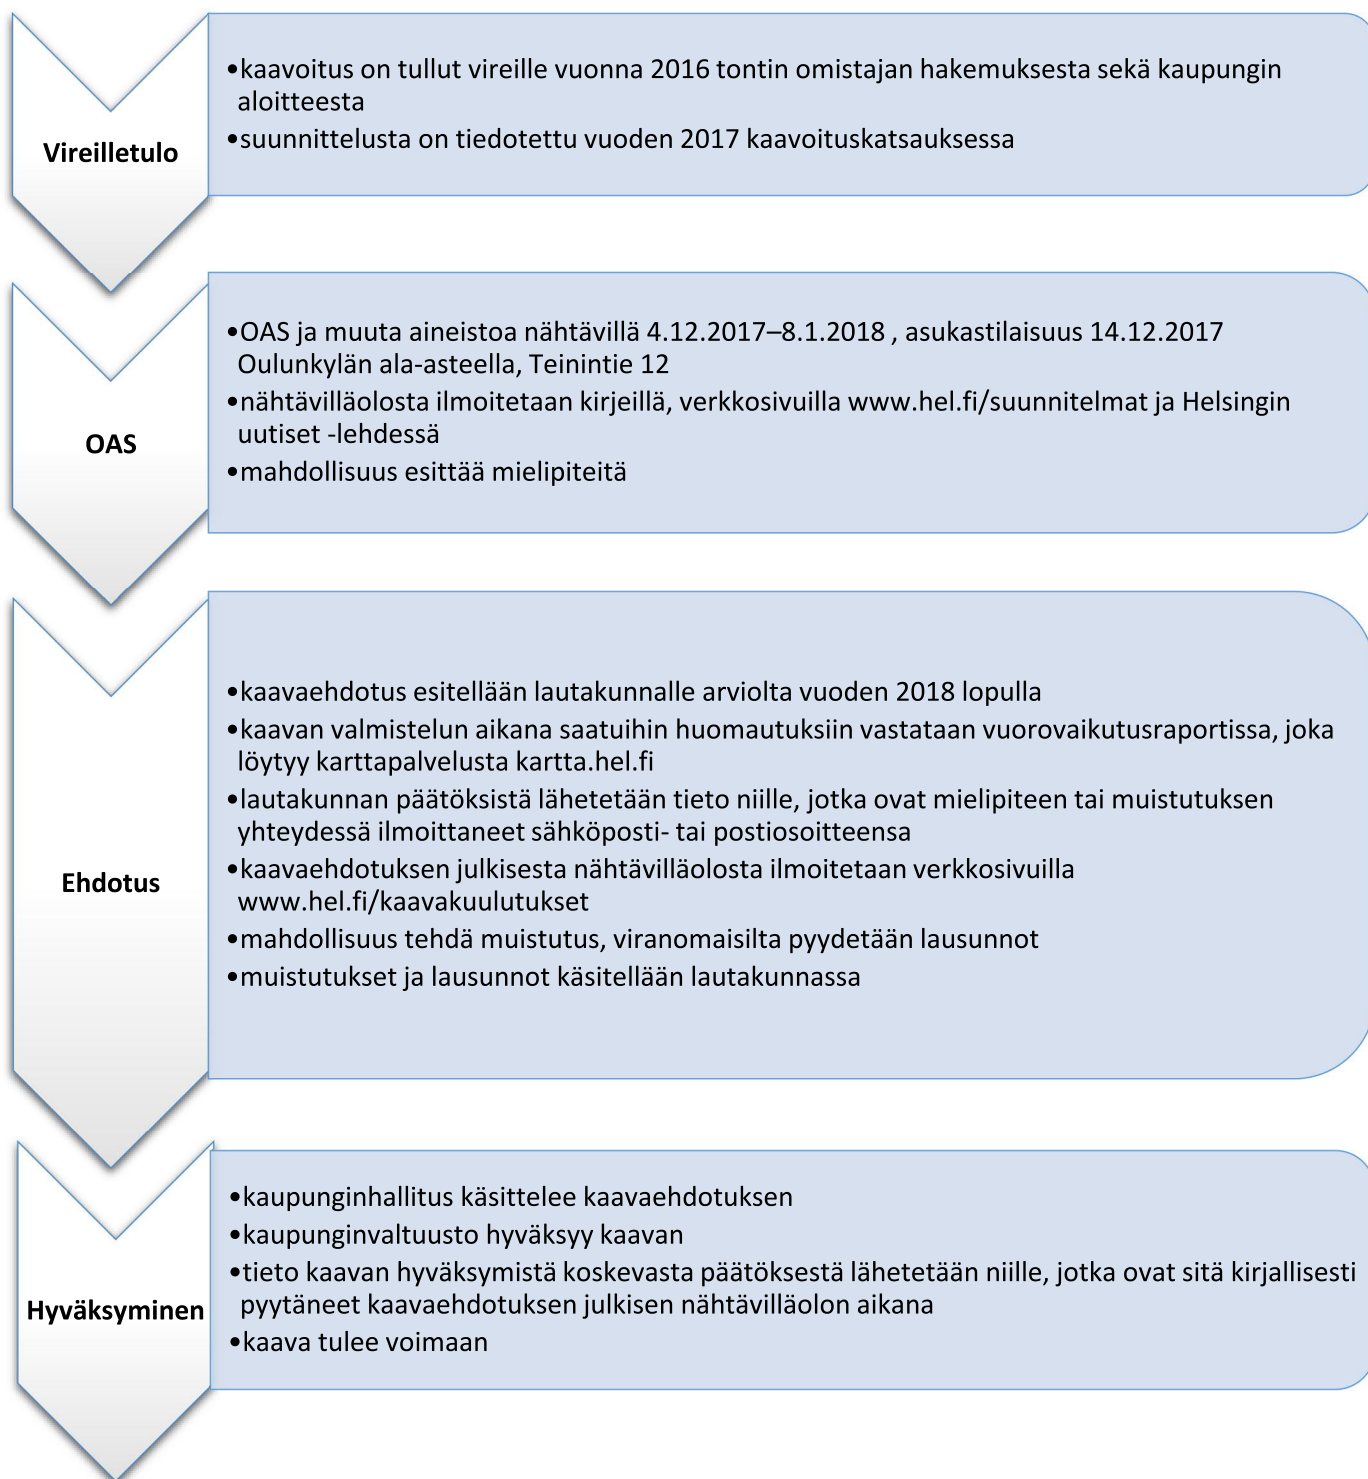 Vireilletulo
•kaavoitus on tullut vireille vuonna 2016 tontin omistajan hakemuksesta sekä kaupungin
aloitteesta
•suunnittelusta on tiedotettu vuoden 2017 kaavoituskatsauksessa
OAS
•OAS ja muuta aineistoa nähtävillä 4.12.2017–8.1.2018 , asukastilaisuus 14.12.2017
Oulunkylän ala-asteella, Teinintie 12
•nähtävilläolosta ilmoitetaan kirjeillä, verkkosivuilla www.hel.fi/suunnitelmat ja Helsingin
uutiset -lehdessä
•mahdollisuus esittää mielipiteitä
Ehdotus
•kaavaehdotus esitellään lautakunnalle arviolta vuoden 2018 lopulla
•kaavan valmistelun aikana saatuihin huomautuksiin vastataan vuorovaikutusraportissa, joka
löytyy karttapalvelusta kartta.hel.fi
•lautakunnan päätöksistä lähetetään tieto niille, jotka ovat mielipiteen tai muistutuksen
yhteydessä ilmoittaneet sähköposti- tai postiosoitteensa
•kaavaehdotuksen julkisesta nähtävilläolosta ilmoitetaan verkkosivuilla
www.hel.fi/kaavakuulutukset
•mahdollisuus tehdä muistutus, viranomaisilta pyydetään lausunnot
•muistutukset ja lausunnot käsitellään lautakunnassa
Hyväksyminen
•kaupunginhallitus käsittelee kaavaehdotuksen
•kaupunginvaltuusto hyväksyy kaavan
•tieto kaavan hyväksymistä koskevasta päätöksestä lähetetään niille, jotka ovat sitä kirjallisesti
pyytäneet kaavaehdotuksen julkisen nähtävilläolon aikana
•kaava tulee voimaan